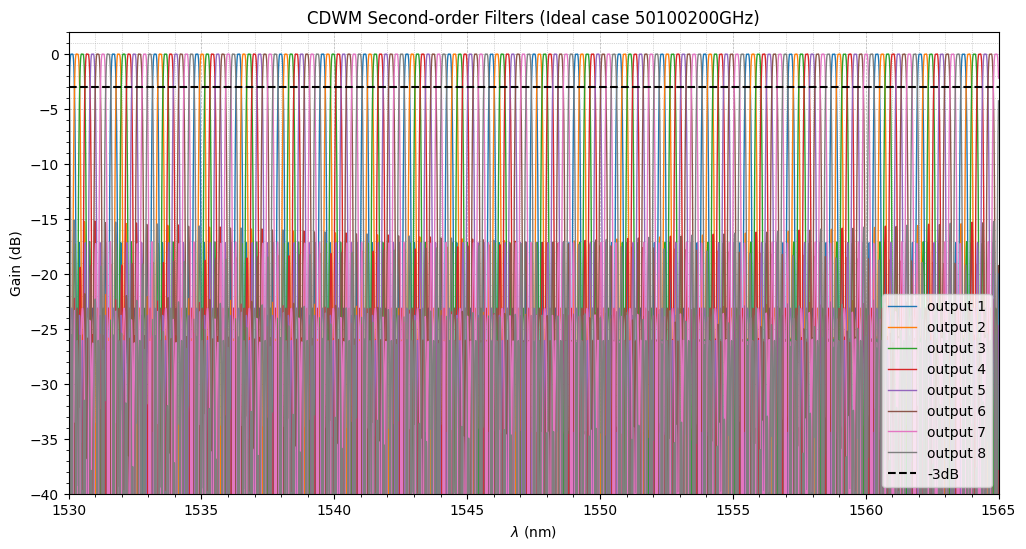 CDWM Second-order Filters (Ideal case 50100200GHz)
Gain (dB)
0
−5
−10
−15
−20
−25
−30
−35
−40
output 1
output 2
output 3
output 4
output 5
output 6
output 7
output 8
-3dB
1530
1535
1540
1545
1550
1555
1560
1565
λ (nm)